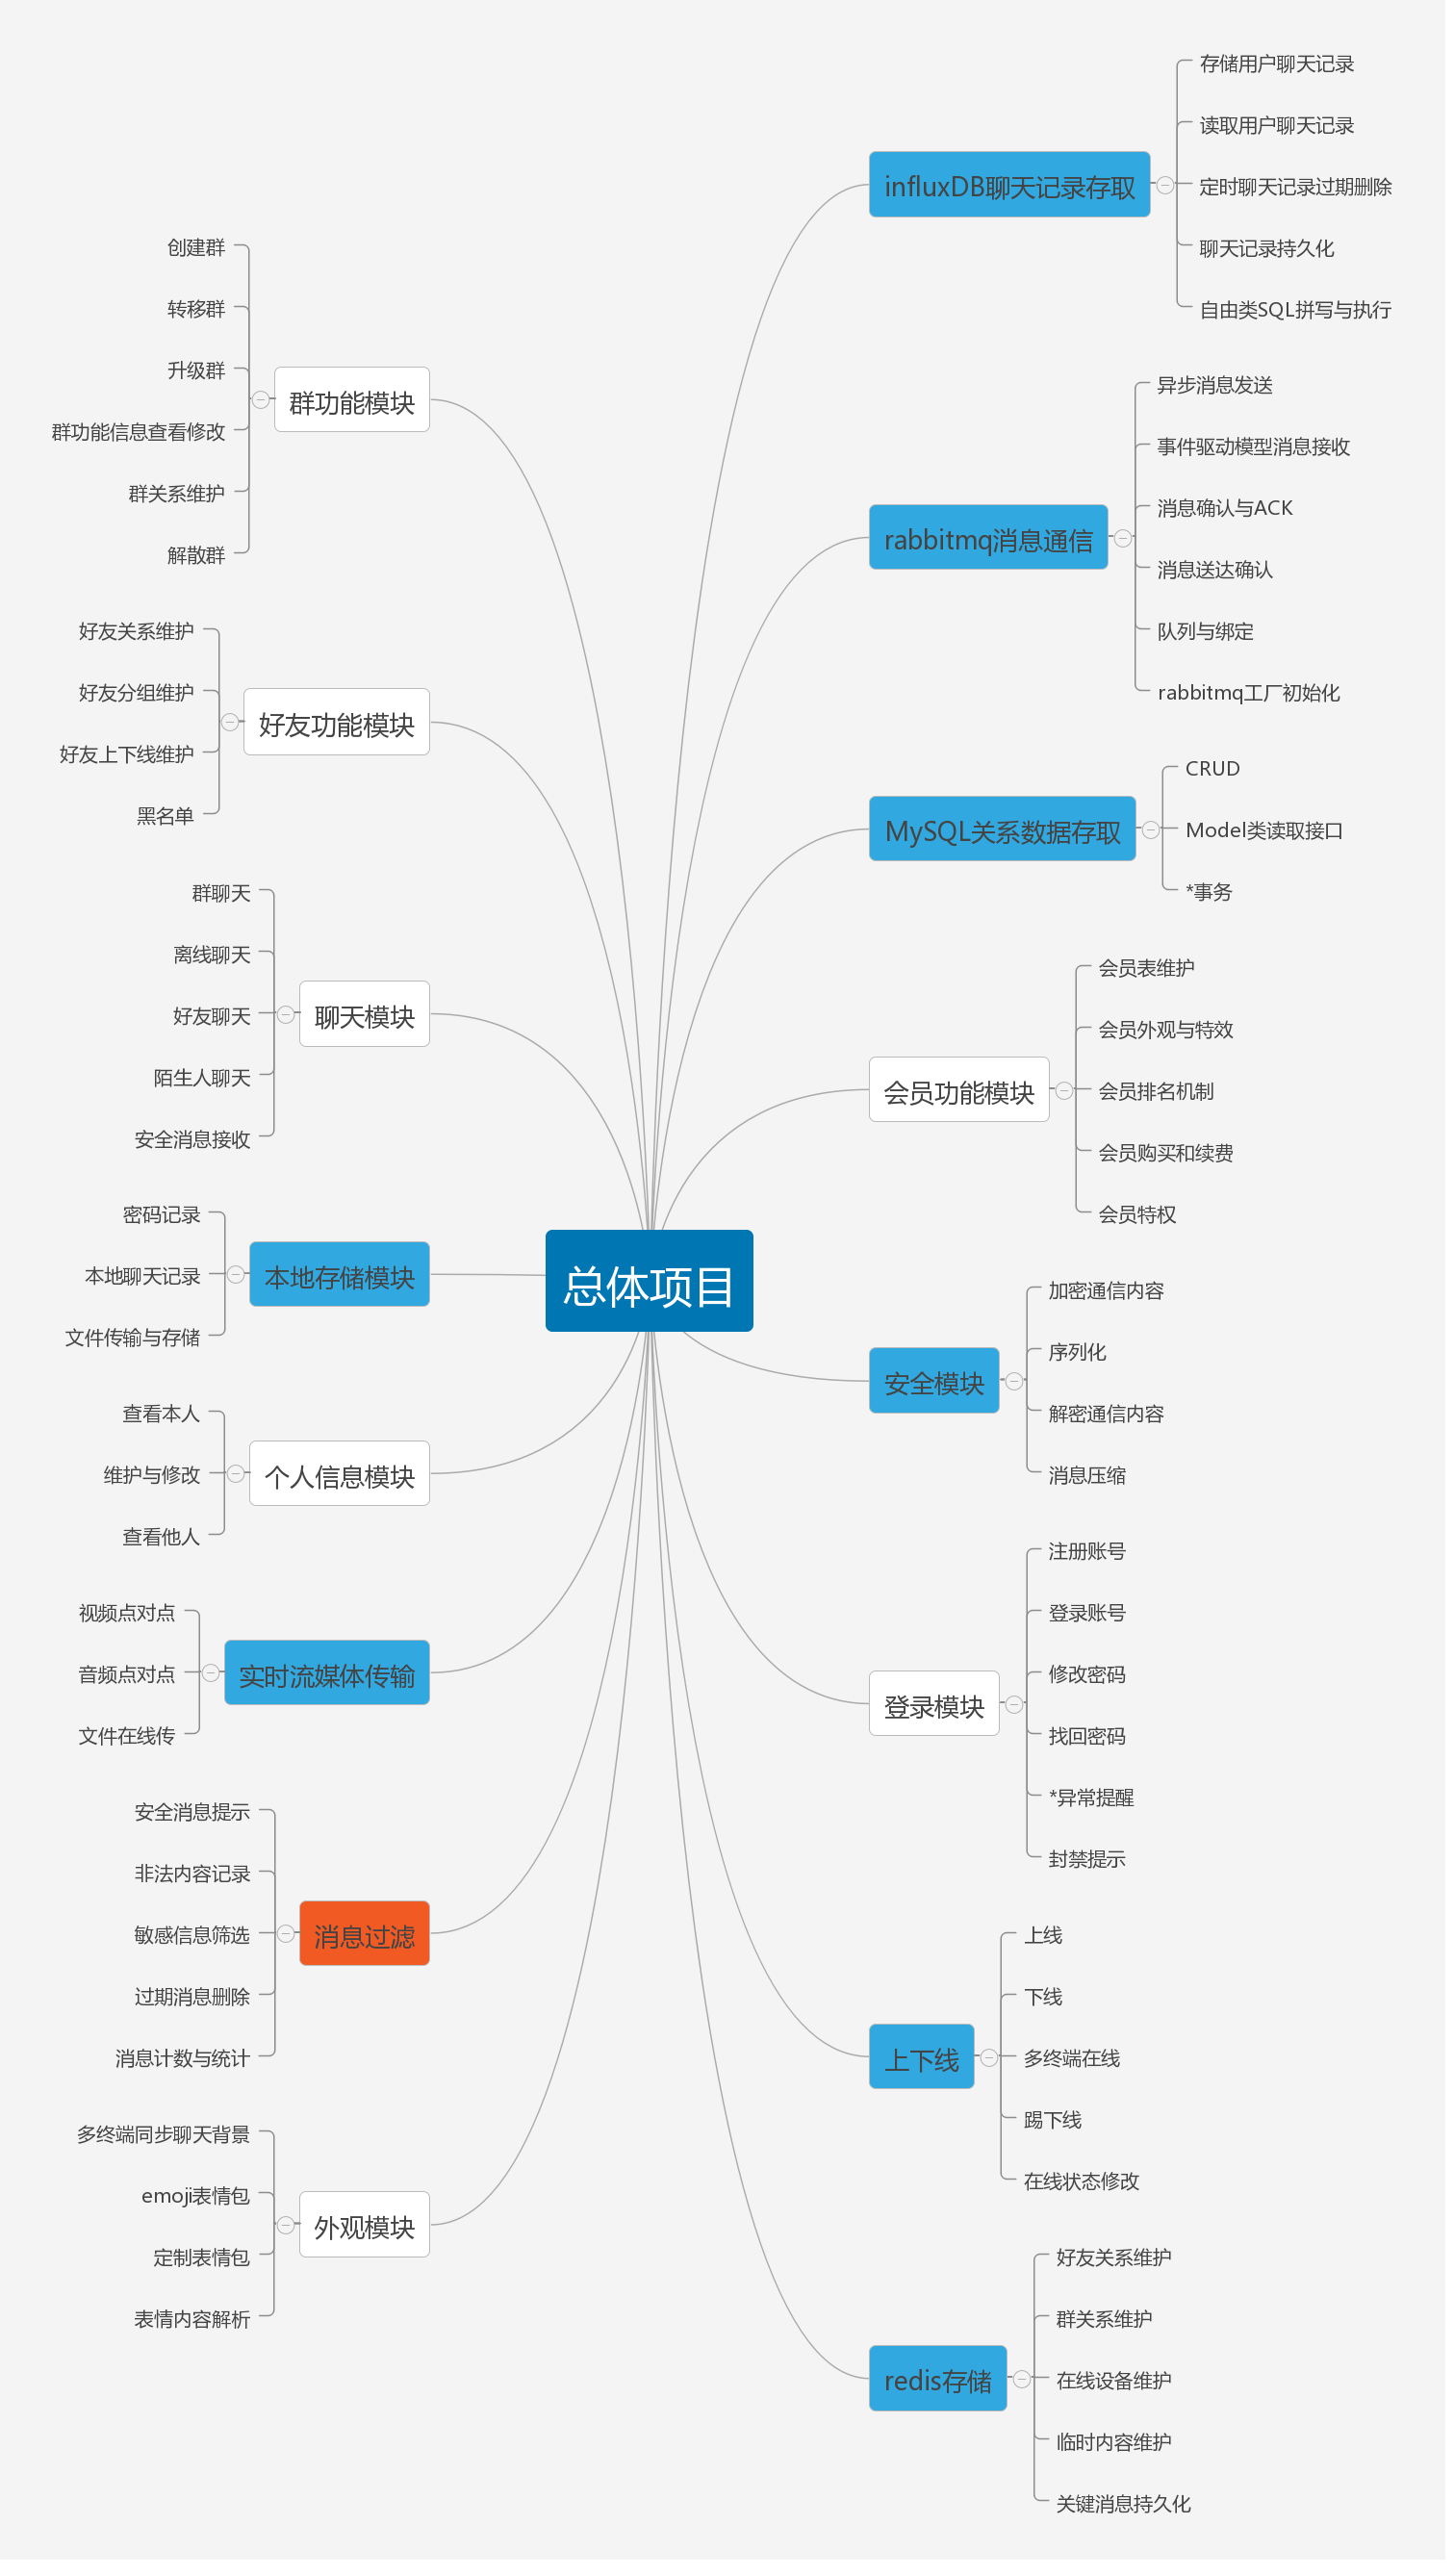 总体项目
influxDB聊天记录存取
存储用户聊天记录
读取用户聊天记录
定时聊天记录过期删除
聊天记录持久化
自由类SQL拼写与执行
rabbitmq消息通信
异步消息发送
事件驱动模型消息接收
消息确认与ACK
消息送达确认
队列与绑定
rabbitmq工厂初始化
MySQL关系数据存取
CRUD
Model类读取接口
*事务
会员功能模块
会员表维护
会员外观与特效
会员排名机制
会员购买和续费
会员特权
安全模块
加密通信内容
序列化
解密通信内容
消息压缩
登录模块
注册账号
登录账号
修改密码
找回密码
*异常提醒
封禁提示
上下线
上线
下线
多终端在线
踢下线
在线状态修改
redis存储
好友关系维护
群关系维护
在线设备维护
临时内容维护
关键消息持久化
群功能模块
创建群
转移群
升级群
群功能信息查看修改
群关系维护
解散群
好友功能模块
好友关系维护
好友分组维护
好友上下线维护
黑名单
聊天模块
群聊天
离线聊天
好友聊天
陌生人聊天
安全消息接收
本地存储模块
密码记录
本地聊天记录
文件传输与存储
个人信息模块
查看本人
维护与修改
查看他人
实时流媒体传输
视频点对点
音频点对点
文件在线传
消息过滤
安全消息提示
非法内容记录
敏感信息筛选
过期消息删除
消息计数与统计
外观模块
多终端同步聊天背景
emoji表情包
定制表情包
表情内容解析